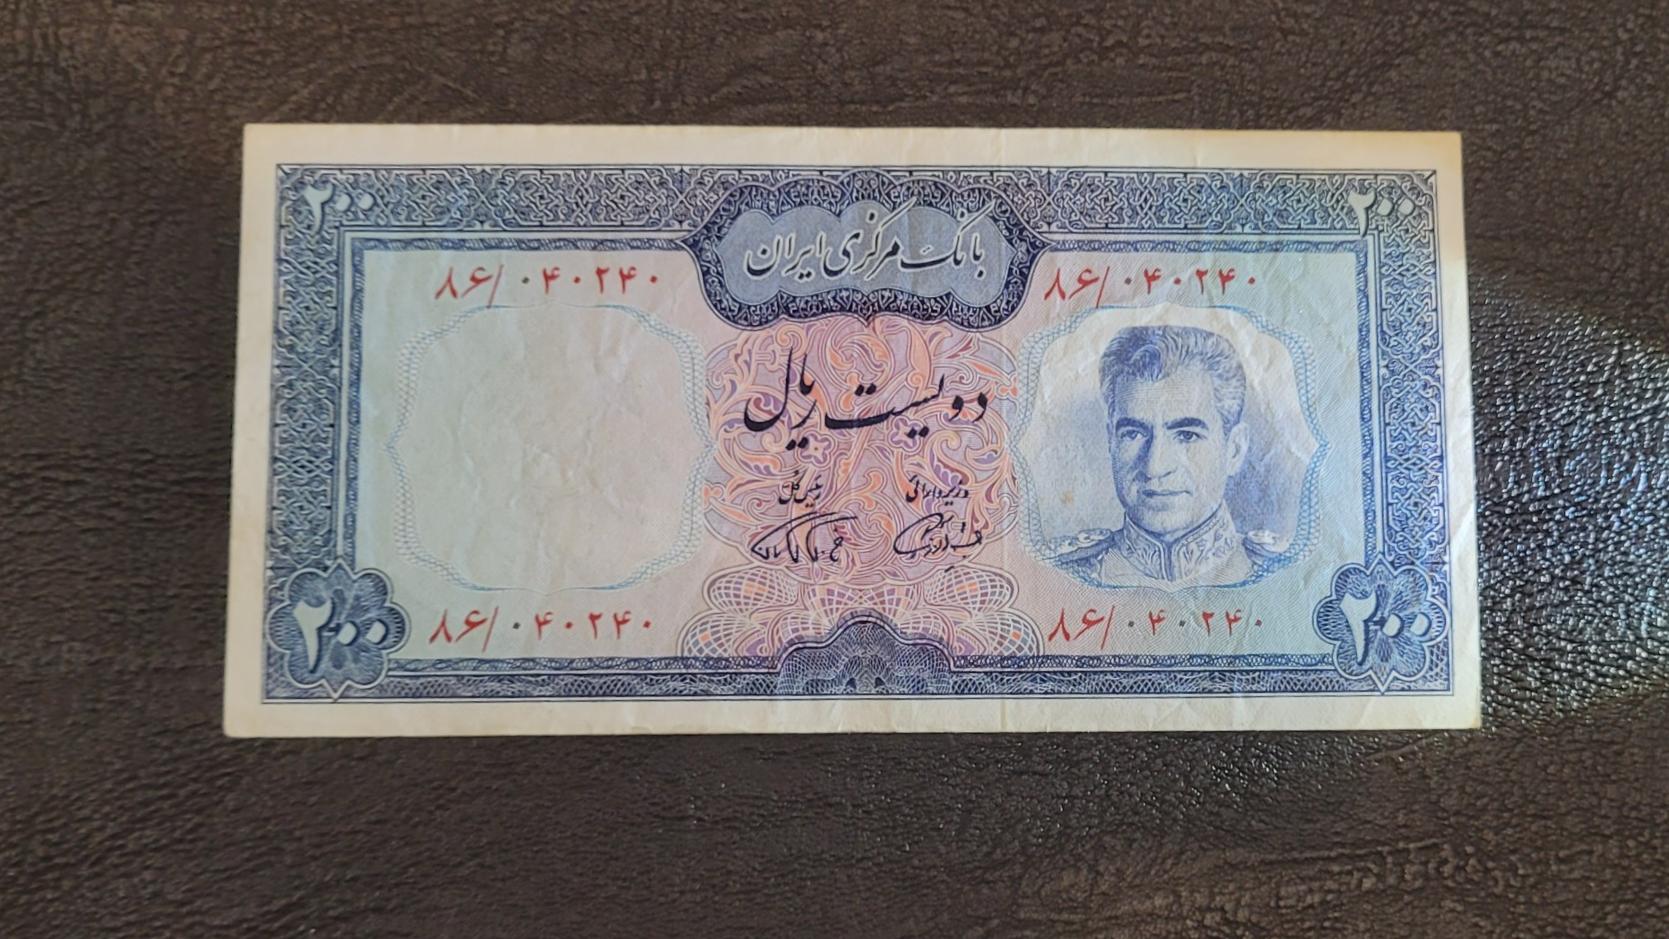 ۲۰۰ ۲۰۰
بانک مرکزی ایران
۸۶/۰۴۰۲۴۰ ۸۶/۰۴۰۲۴۰
دویست ریال
وزیر دارائی رئیس کل
۸۶/۰۴۰۲۴۰ ۸۶/۰۴۰۲۴۰
۲۰۰ ۲۰۰